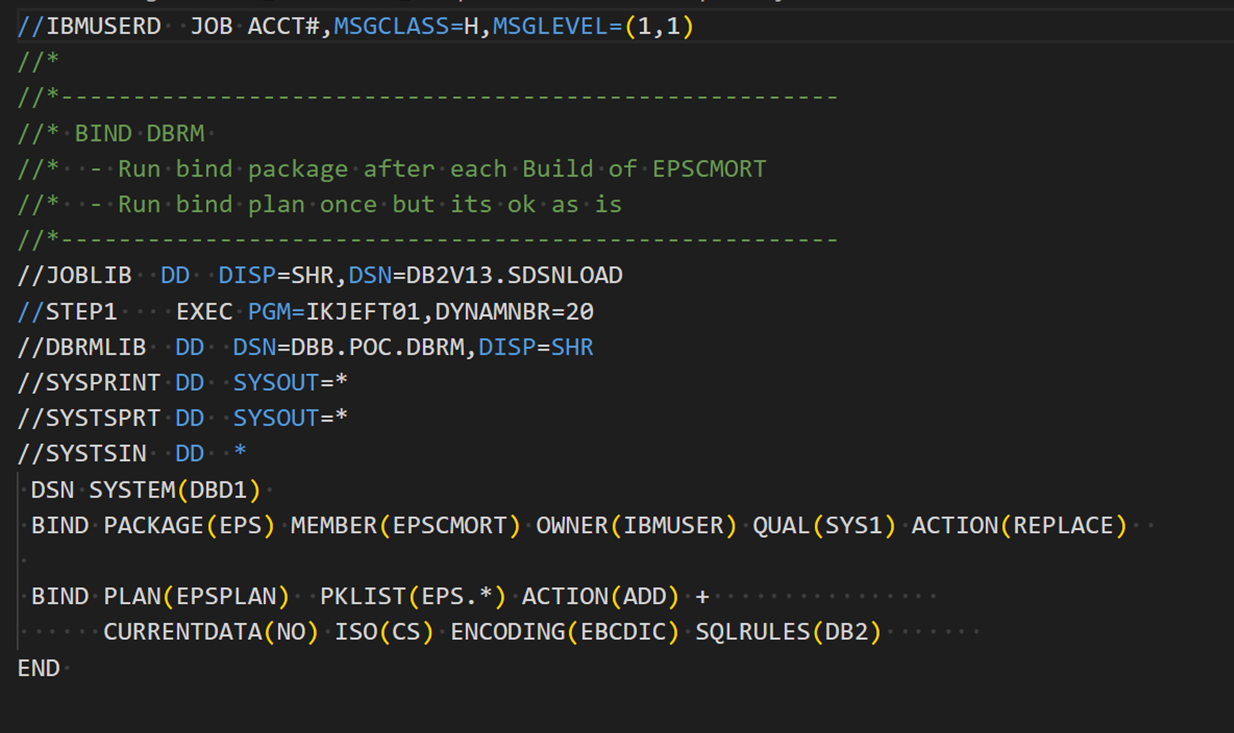 //IBMUSERD  JOB ACCT#,MSGCLASS=H,MSGLEVEL=(1,1)
//*
//*------------------------------------------------------
//* BIND DBRM
//*  - Run bind package after each Build of EPSCMORT
//*  - Run bind plan once but its ok as is
//*------------------------------------------------------
//JOBLIB  DD  DISP=SHR,DSN=DB2V13.SDSNLOAD
//STEP1    EXEC PGM=IKJEFT01,DYNAMNBR=20
//DBRMLIB  DD  DSN=DBB.POC.DBRM,DISP=SHR
//SYSPRINT DD  SYSOUT=*
//SYSTSPRT DD  SYSOUT=*
//SYSTSIN  DD  *
 DSN SYSTEM(DBD1)
 BIND PACKAGE(EPS) MEMBER(EPSCMORT) OWNER(IBMUSER) QUAL(SYS1) ACTION(REPLACE)
 BIND PLAN(EPSPLAN)  PKLIST(EPS.*) ACTION(ADD) +
      CURRENTDATA(NO) ISO(CS) ENCODING(EBCDIC) SQLRULES(DB2)
END